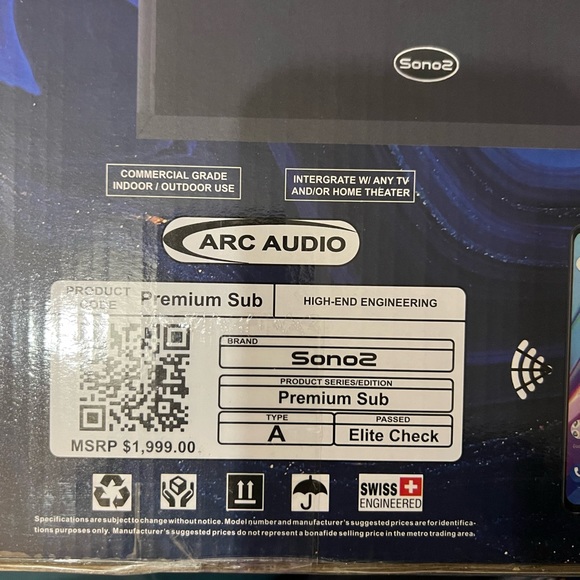 Sono2
COMMERCIAL GRADE
INDOOR / OUTDOOR USE
INTERGRATE W/ ANY TV
AND/OR HOME THEATER
ARC AUDIO
PRODUCT
CODE
Premium Sub
HIGH-END ENGINEERING
BRAND
Sono2
PRODUCT SERIES/EDITION
Premium Sub
TYPE
A
PASSED
Elite Check
MSRP $1,999.00
SWISS
ENGINEERED
Specifications are subject to change without notice. Model number and manufacturer's suggested prices are for identifica-
tions purposes only. Manufacturer's suggested prices do not represent a bonafide selling price in the metro trading area.